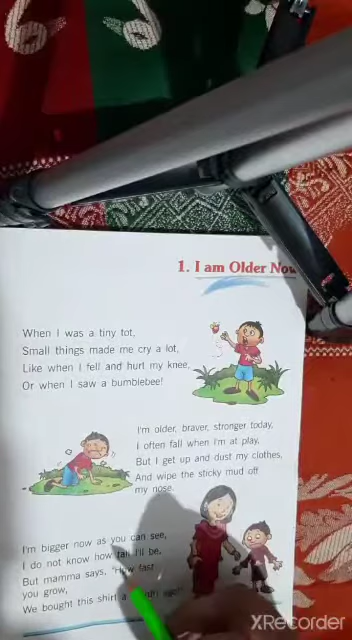 1. I am Older Now
When I was a tiny tot,
Small things made me cry a lot,
Like when I fell and hurt my knee,
Or when I saw a bumblebee!
I'm older, braver, stronger today,
I often fall when I'm at play,
But I get up and dust my clothes,
And wipe the sticky mud off
my nose.
I'm bigger now as you can see,
I do not know how tall I'll be,
But mamma says, "How fast
you grow,
We bought this shirt a
XRecorder